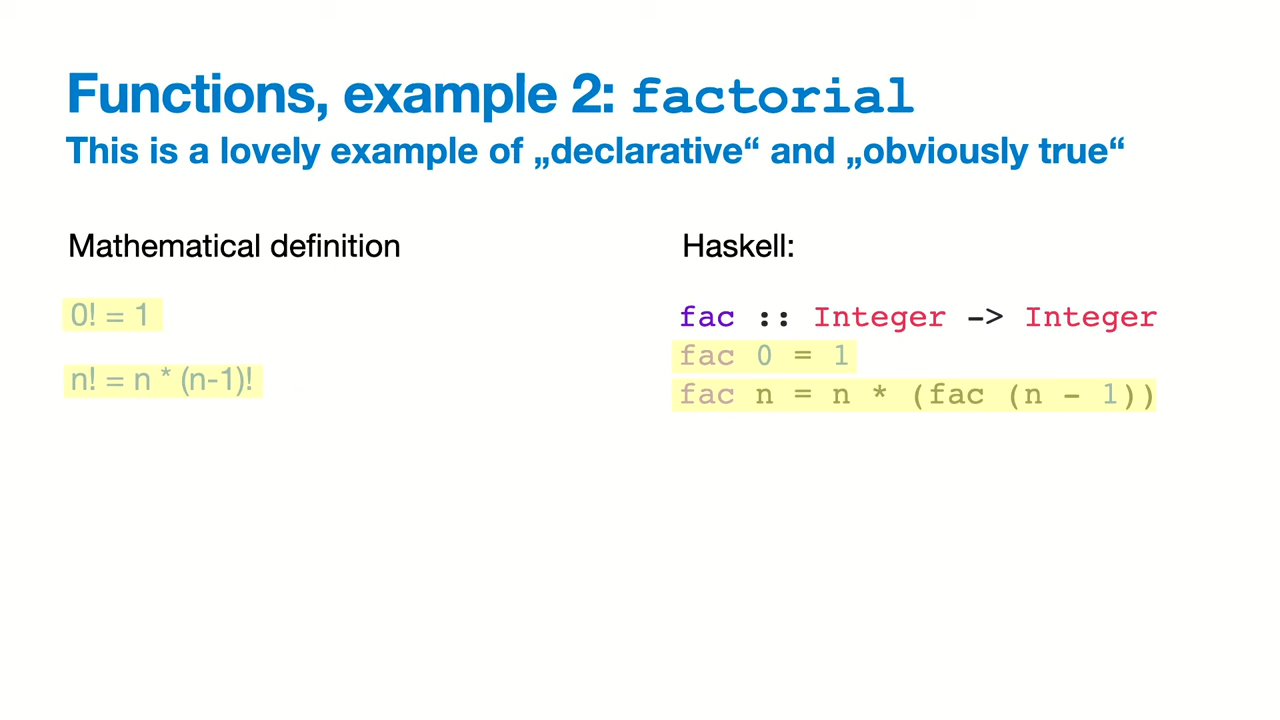 Functions, example 2: factorial
This is a lovely example of „declarative“ and „obviously true“
Mathematical definition
0! = 1
n! = n * (n-1)!
Haskell:
fac :: Integer -> Integer
fac 0 = 1
fac n = n * (fac (n - 1))